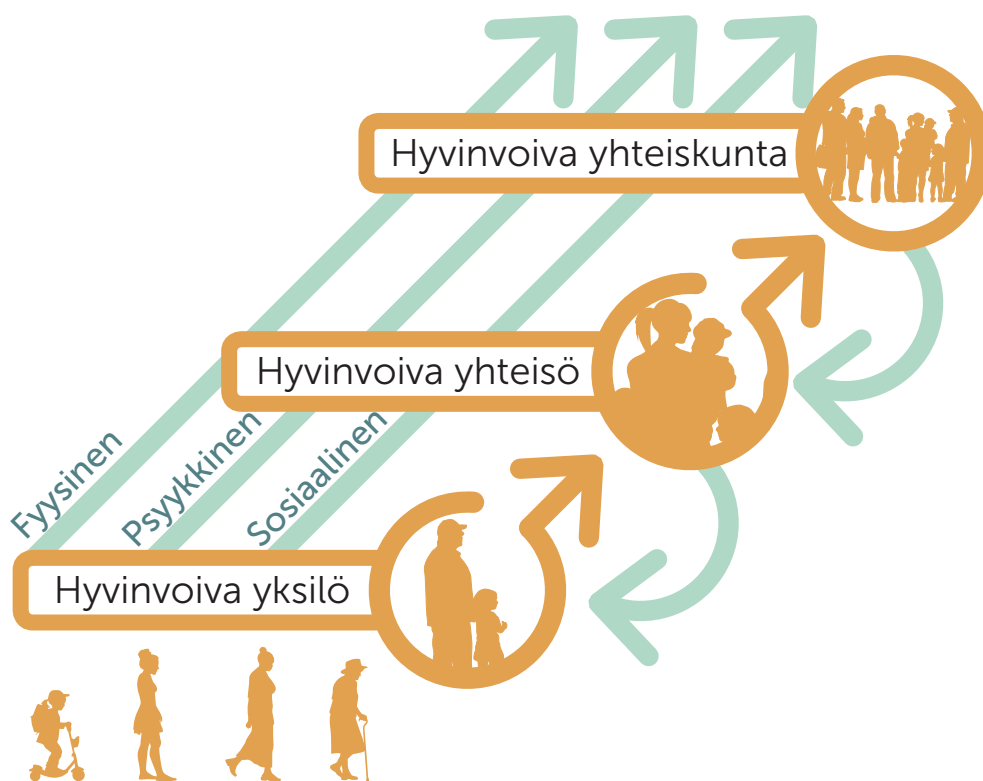 Hyvinvoiva yhteiskunta
Hyvinvoiva yhteisö
Fyysinen
Psyykkinen
Sosiaalinen
Hyvinvoiva yksilö